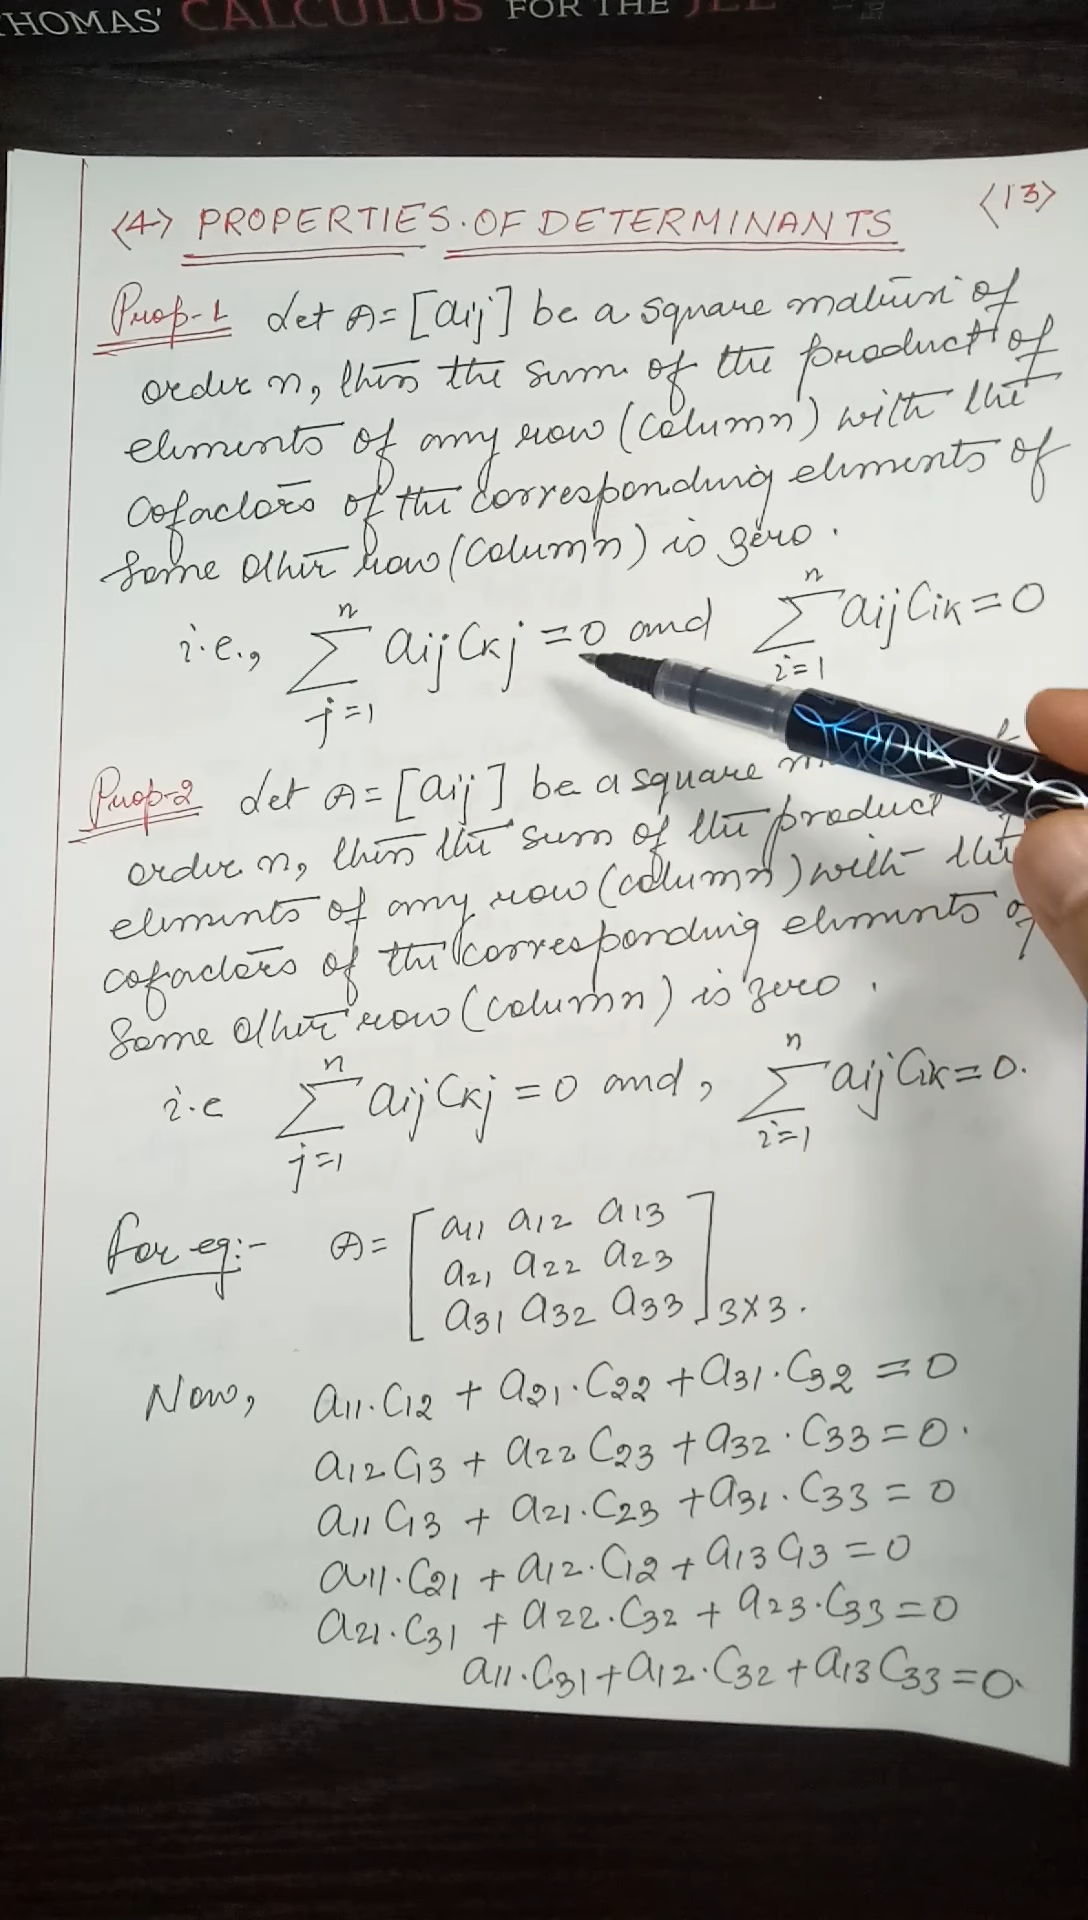 THOMAS' CALCULUS FOR THE JEE
<4> PROPERTIES OF DETERMINANTS
<13>
Prop-1 Let A = [aij] be a square matrix of
order n, then the sum of the product of
elements of any row (column) with the
cofactors of the corresponding elements of
some other row (column) is zero.
i.e., n∑j=1 aij Ckj = 0 and n∑i=1 aij Cik = 0
Prop-2 Let A = [aij] be a square
order n, then the sum of the product
elements of any row (column) with the
cofactors of the corresponding elements of
some other row (column) is zero.
i.e n∑j=1 aij Ckj = 0 and, n∑i=1 aij Cik = 0.
For eg:- A = [ a11 a12 a13
a21 a22 a23
a31 a32 a33 ] 3×3.
Now, a11.C12 + a21.C22 + a31.C32 = 0
a12 C13 + a22 C23 + a32.C33 = 0.
a11 C13 + a21.C23 + a31.C33 = 0
a11.C21 + a12.C12 + a13 C13 = 0
a21.C31 + a22.C32 + a23.C33 = 0
a11.C31 + a12.C32 + a13 C33 = 0.